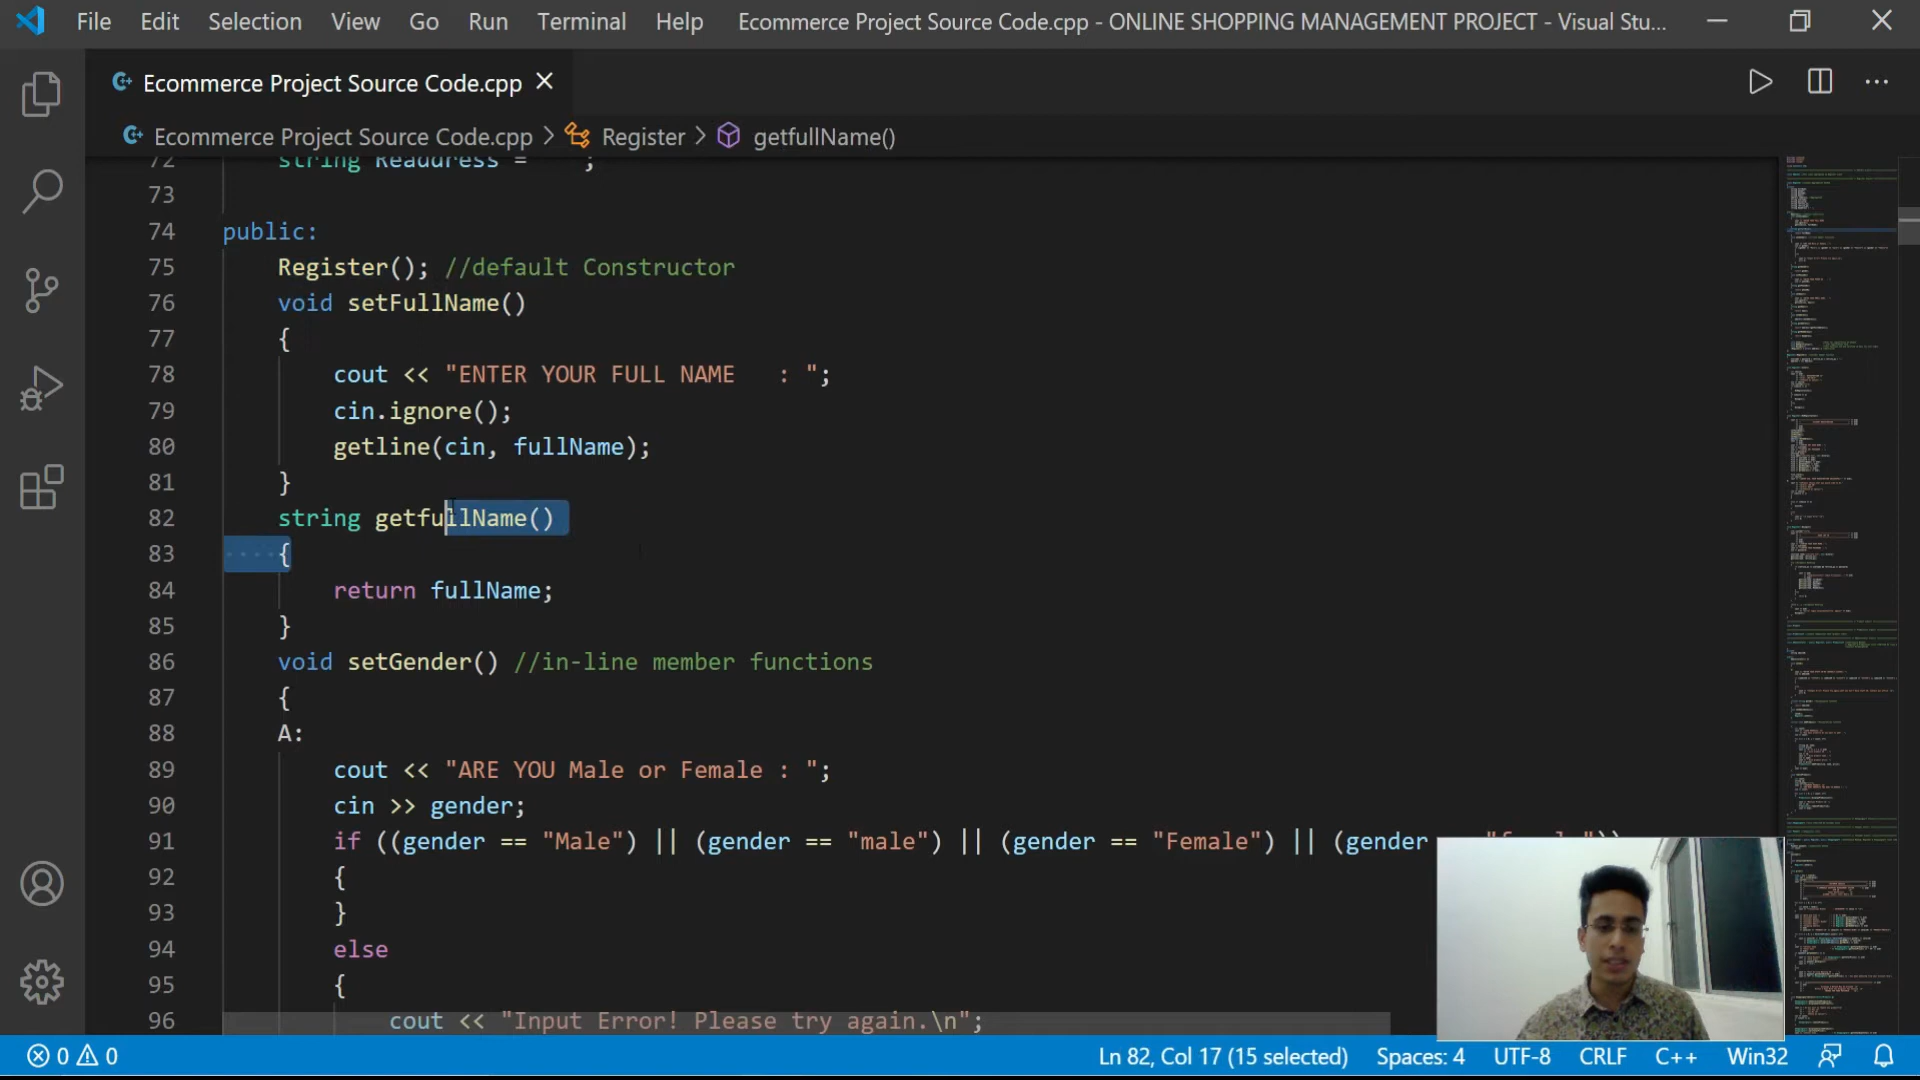 File Edit Selection View Go Run Terminal Help Ecommerce Project Source Code.cpp - ONLINE SHOPPING MANAGEMENT PROJECT - Visual Stu...
Ecommerce Project Source Code.cpp
Ecommerce Project Source Code.cpp > Register > getfullName()
72 string Readdress = ;
73
74 public:
75 Register(); //default Constructor
76 void setFullName()
77 {
78 cout << "ENTER YOUR FULL NAME   : ";
79 cin.ignore();
80 getline(cin, fullName);
81 }
82 string getfullName()
83 {
84 return fullName;
85 }
86 void setGender() //in-line member functions
87 {
88 A:
89 cout << "ARE YOU Male or Female : ";
90 cin >> gender;
91 if ((gender == "Male") || (gender == "male") || (gender == "Female") || (gender
92 {
93 }
94 else
95 {
96 cout << "Input Error! Please try again.\n";
0 0 Ln 82, Col 17 (15 selected) Spaces: 4 UTF-8 CRLF C++ Win32